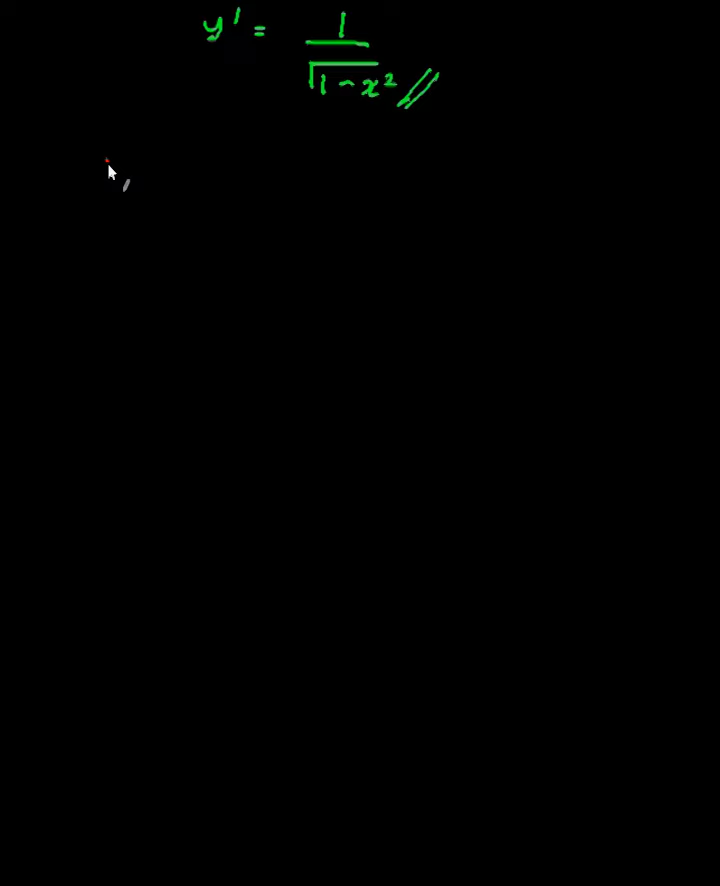 y' = 1/√(1-x²) //